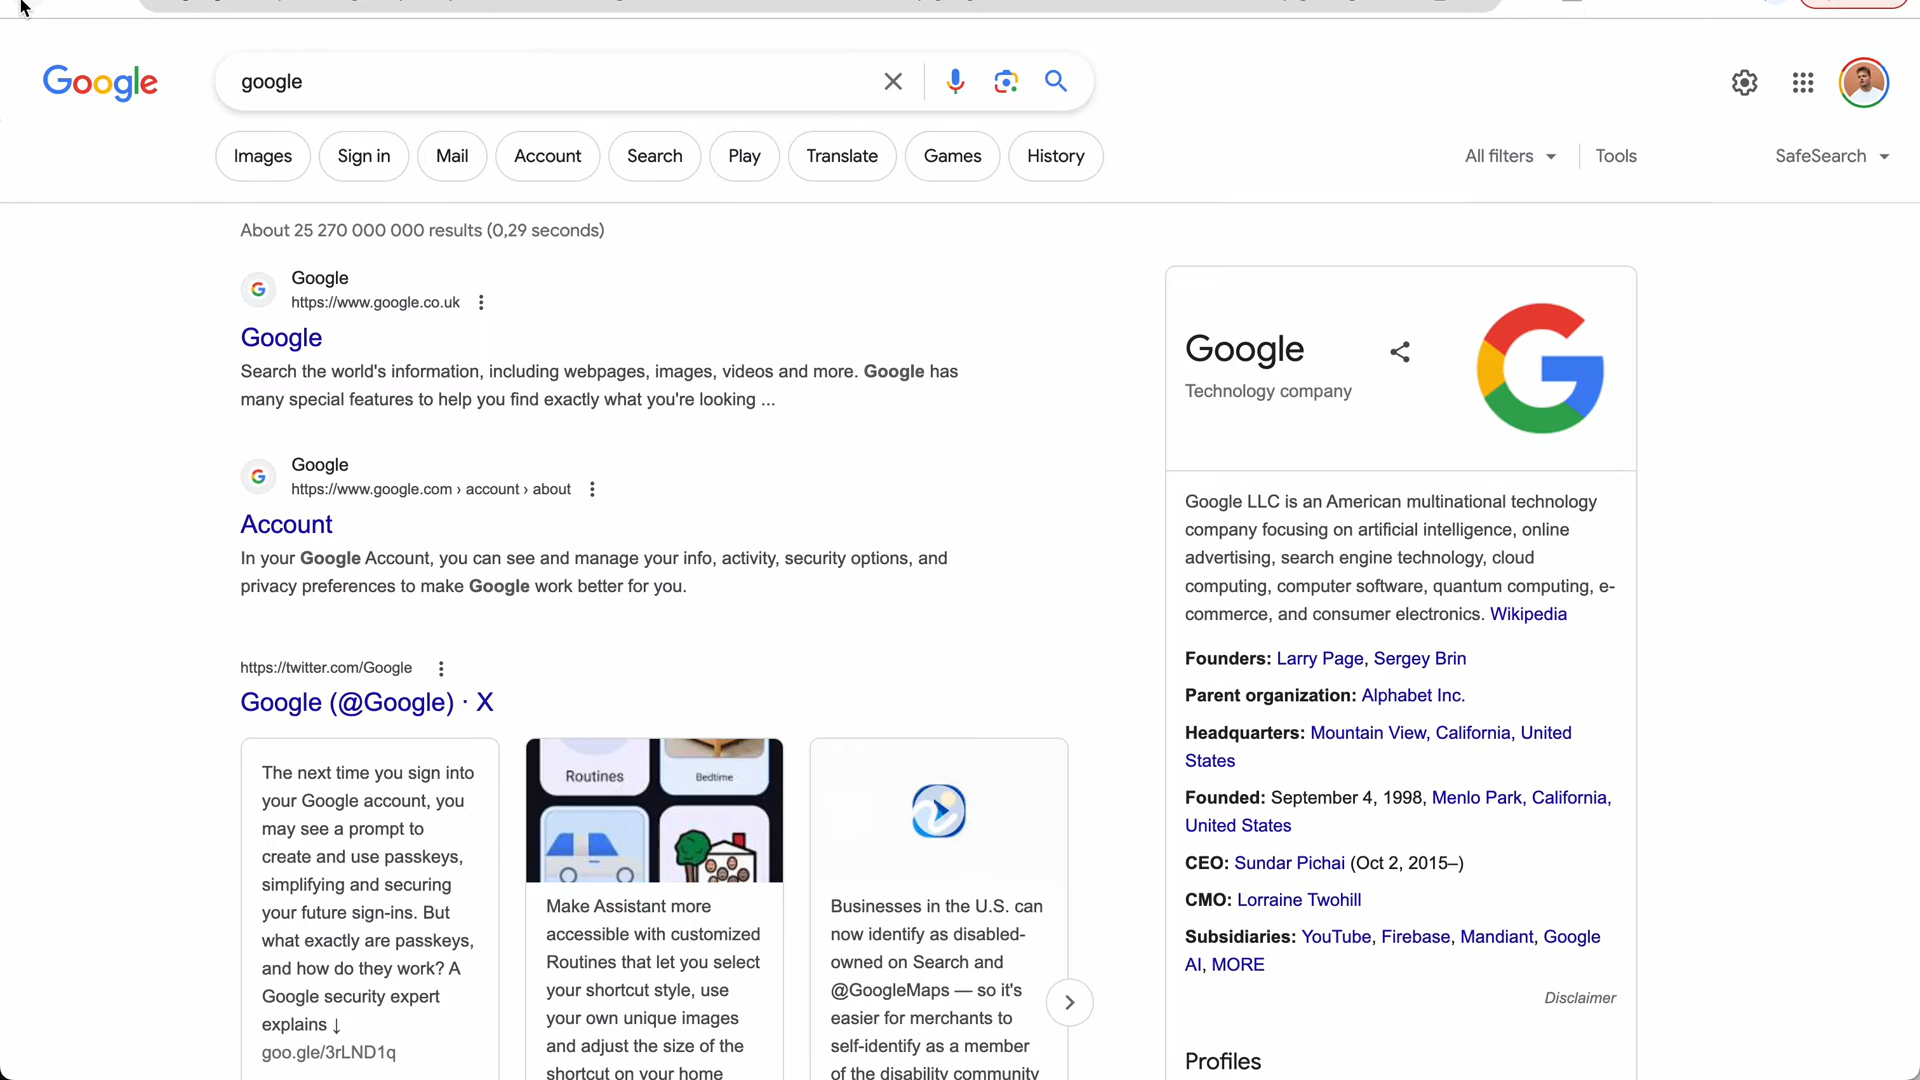 Google
google
Images
Sign in
Mail
Account
Search
Play
Translate
Games
History
All filters
Tools
SafeSearch
About 25 270 000 000 results (0,29 seconds)
Google
https://www.google.co.uk
Google
Search the world's information, including webpages, images, videos and more. Google has
many special features to help you find exactly what you're looking ...
Google
https://www.google.com › account › about
Account
In your Google Account, you can see and manage your info, activity, security options, and
privacy preferences to make Google work better for you.
https://twitter.com/Google
Google (@Google) · X
The next time you sign into
your Google account, you
may see a prompt to
create and use passkeys,
simplifying and securing
your future sign-ins. But
what exactly are passkeys,
and how do they work? A
Google security expert
explains ↓
goo.gle/3rLND1q
Routines
Bedtime
Make Assistant more
accessible with customized
Routines that let you select
your shortcut style, use
your own unique images
and adjust the size of the
shortcut on your home
Businesses in the U.S. can
now identify as disabled-
owned on Search and
@GoogleMaps — so it's
easier for merchants to
self-identify as a member
of the disability community
Google
Technology company
Google LLC is an American multinational technology
company focusing on artificial intelligence, online
advertising, search engine technology, cloud
computing, computer software, quantum computing, e-
commerce, and consumer electronics. Wikipedia
Founders: Larry Page, Sergey Brin
Parent organization: Alphabet Inc.
Headquarters: Mountain View, California, United
States
Founded: September 4, 1998, Menlo Park, California,
United States
CEO: Sundar Pichai (Oct 2, 2015–)
CMO: Lorraine Twohill
Subsidiaries: YouTube, Firebase, Mandiant, Google
AI, MORE
Disclaimer
Profiles